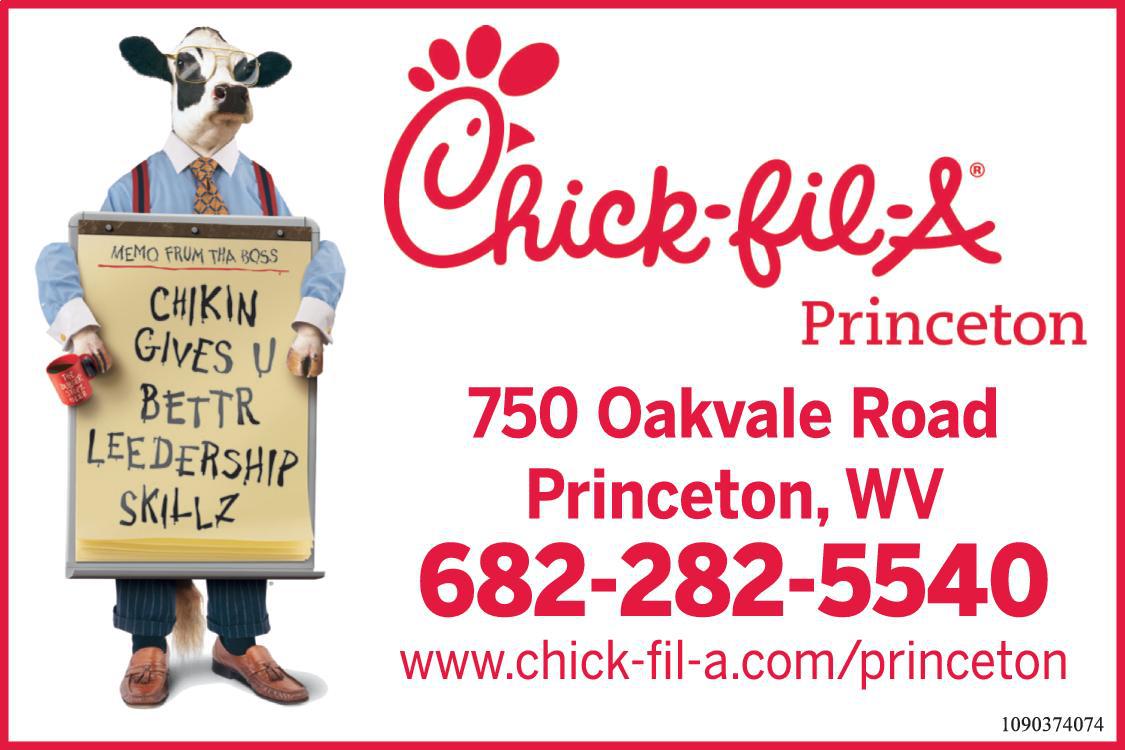 MEMO FRUM THA BOSS
CHIKIN
GIVES U
BETTR
LEEDERSHIP
SKILLZ
Chick-fil-A®
Princeton
750 Oakvale Road
Princeton, WV
682-282-5540
www.chick-fil-a.com/princeton
1090374074